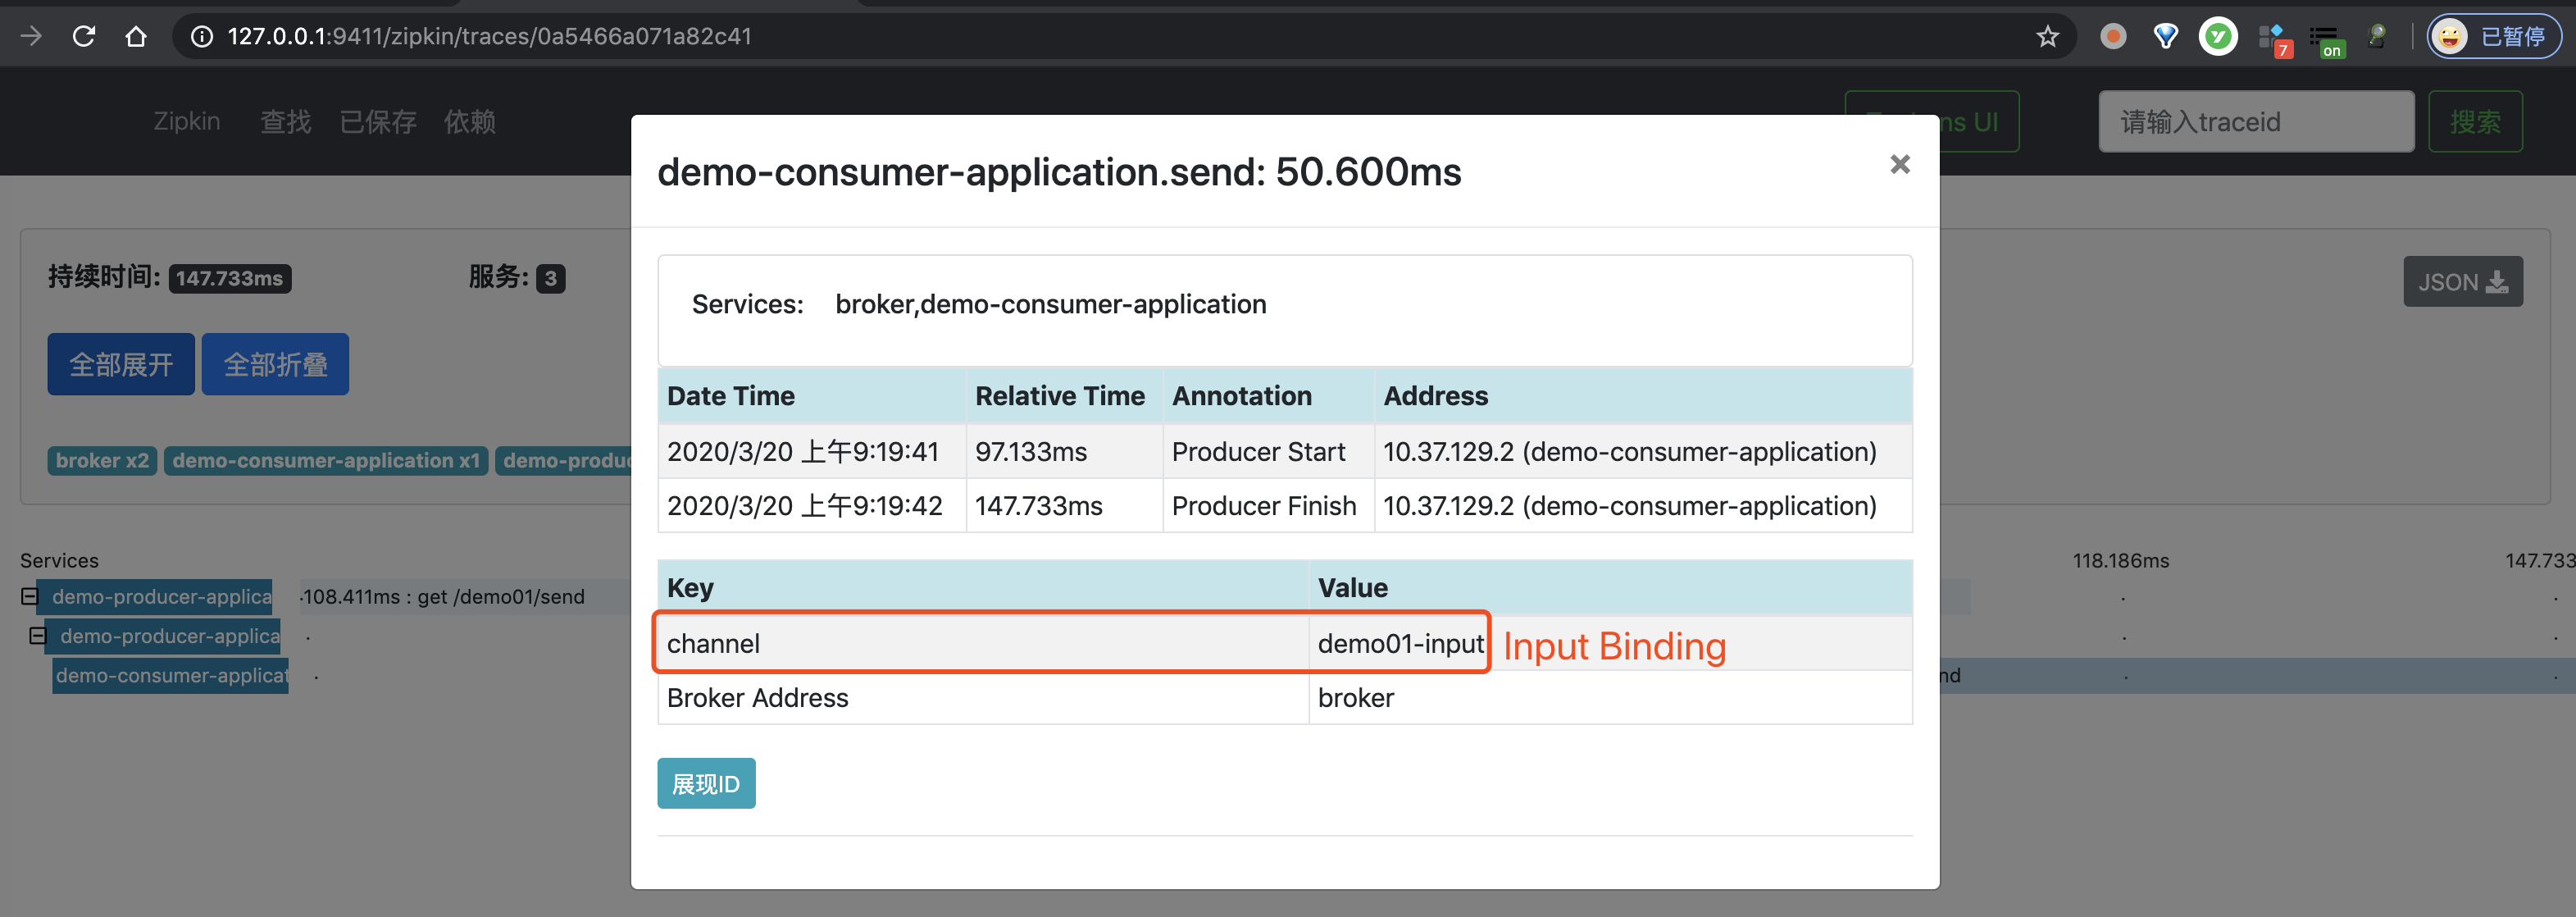 127.0.0.1:9411/zipkin/traces/0a5466a071a82c41
7
on
已暂停
Zipkin 查找 已保存 依赖
ns UI
请输入traceid
搜索
demo-consumer-application.send: 50.600ms
×
持续时间: 147.733ms
服务: 3
JSON
Services: broker,demo-consumer-application
全部展开 全部折叠
Date Time Relative Time Annotation Address
2020/3/20 上午9:19:41 97.133ms Producer Start 10.37.129.2 (demo-consumer-application)
broker x2 demo-consumer-application x1 demo-produc
2020/3/20 上午9:19:42 147.733ms Producer Finish 10.37.129.2 (demo-consumer-application)
Services 118.186ms 147.733
Key Value
demo-producer-applica 108.411ms : get /demo01/send
demo-producer-applica
channel demo01-input Input Binding
demo-consumer-applicat nd
Broker Address broker
展现ID